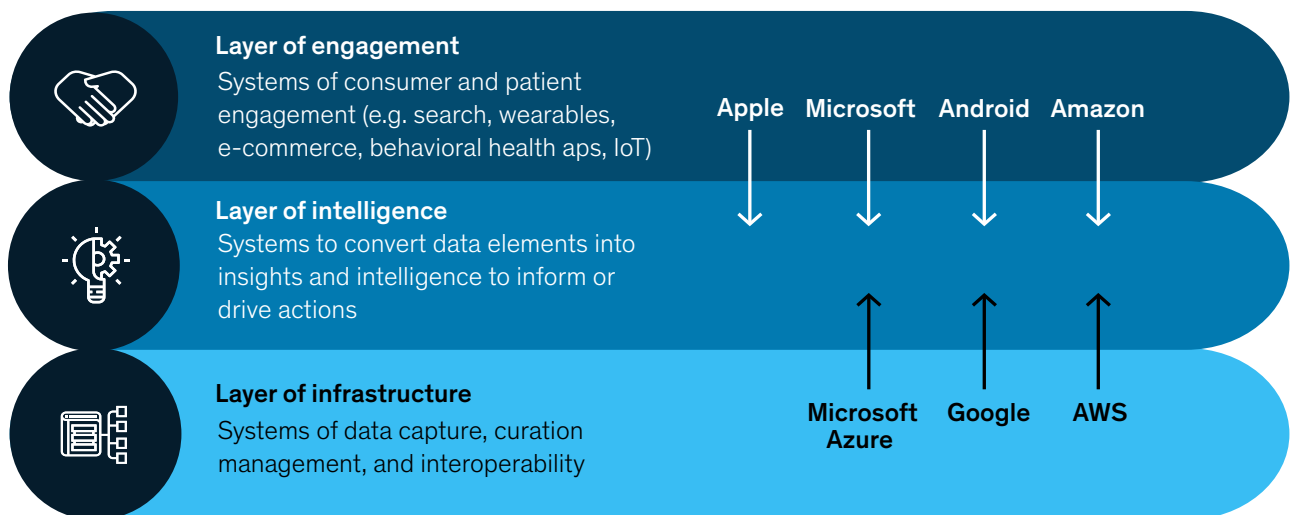 Layer of engagement
Systems of consumer and patient
engagement (e.g. search, wearables,
e-commerce, behavioral health aps, IoT)
Apple Microsoft Android Amazon
Layer of intelligence
Systems to convert data elements into
insights and intelligence to inform or
drive actions
Layer of infrastructure
Systems of data capture, curation
management, and interoperability
Microsoft
Azure
Google
AWS